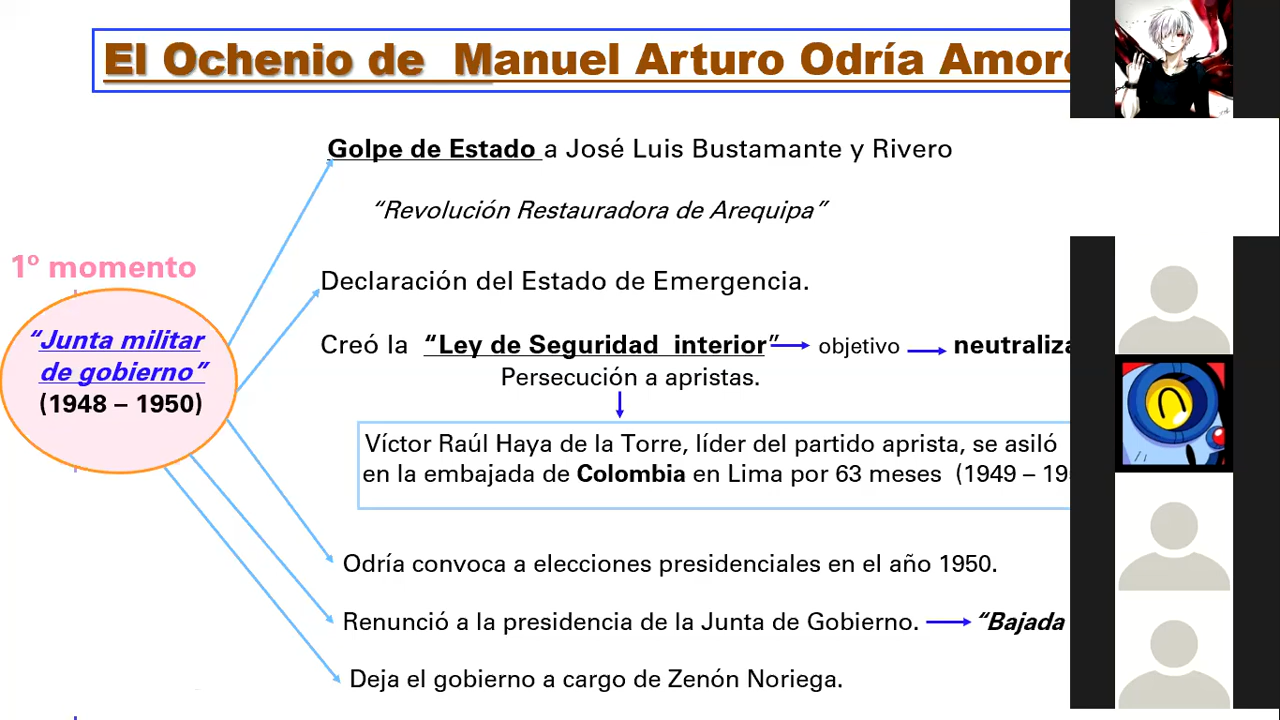 El Ochenio de Manuel Arturo Odría
Golpe de Estado a José Luis Bustamante y Rivero
“Revolución Restauradora de Arequipa”
1º momento
“Junta militar
de gobierno”
(1948 – 1950)
Declaración del Estado de Emergencia.
Creó la “Ley de Seguridad interior” objetivo
Persecución a apristas.
Víctor Raúl Haya de la Torre, líder del partido aprista, se asiló
en la embajada de Colombia en Lima por 63 meses (1949 –
Odría convoca a elecciones presidenciales en el año 1950.
Renunció a la presidencia de la Junta de Gobierno. “Bajada
Deja el gobierno a cargo de Zenón Noriega.